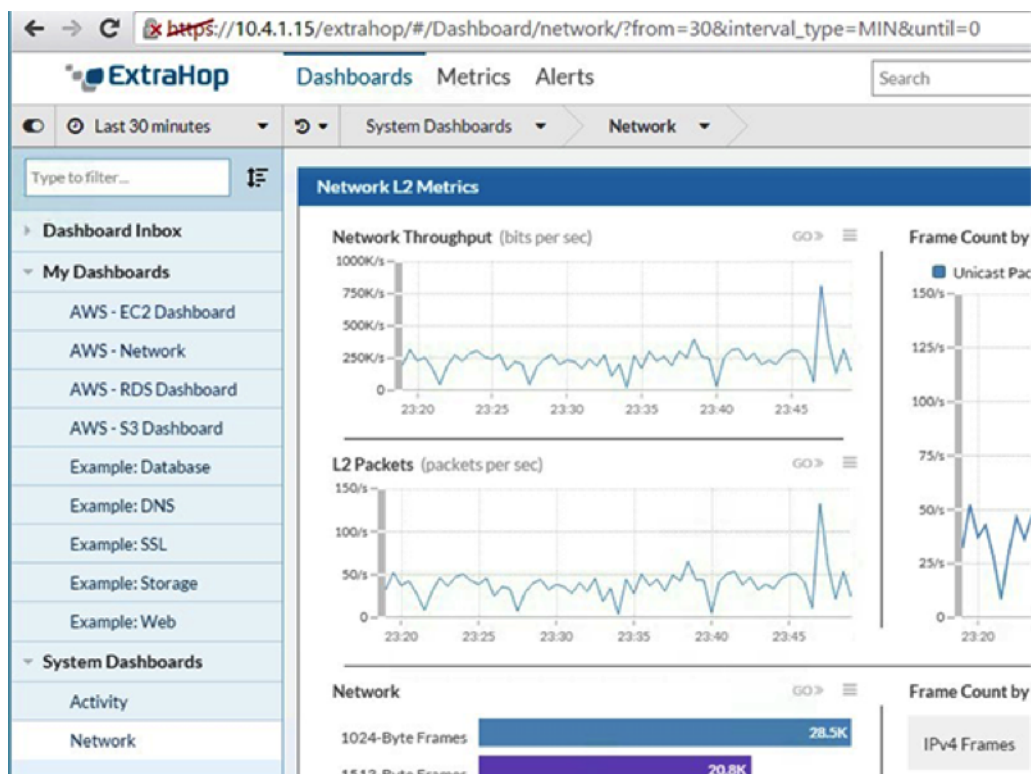 https://10.4.1.15/extrahop/#/Dashboard/network/?from=30&interval_type=MIN&until=0
ExtraHop
Dashboards Metrics Alerts
Search
Last 30 minutes
System Dashboards
Network
Type to filter...
Dashboard Inbox
My Dashboards
AWS - EC2 Dashboard
AWS - Network
AWS - RDS Dashboard
AWS - S3 Dashboard
Example: Database
Example: DNS
Example: SSL
Example: Storage
Example: Web
System Dashboards
Activity
Network
Network L2 Metrics
Network Throughput (bits per sec)
GO»
1000K/s
750K/s
500K/s
250K/s
0
23:20 23:25 23:30 23:35 23:40 23:45
L2 Packets (packets per sec)
GO»
150/s
100/s
50/s
0
23:20 23:25 23:30 23:35 23:40 23:45
Network
GO»
1024-Byte Frames 28.5K
1513-Byte Frames 20.8K
Frame Count by
Unicast Pac
150/s
125/s
100/s
75/s
50/s
25/s
0
23:20
Frame Count by
IPv4 Frames